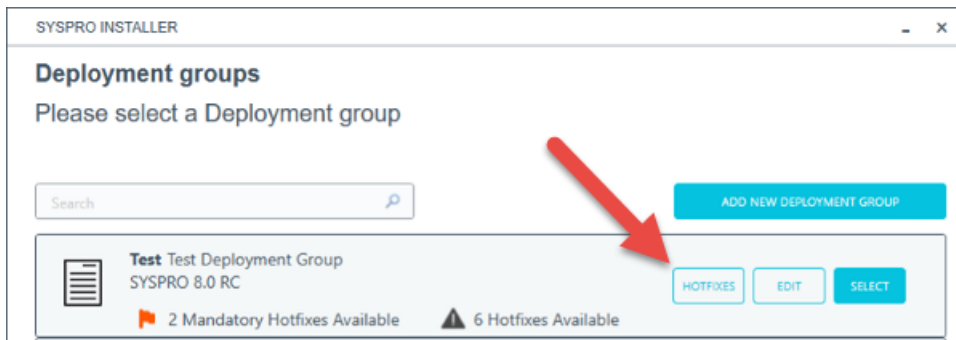 SYSPRO INSTALLER
Deployment groups
Please select a Deployment group
Search
ADD NEW DEPLOYMENT GROUP
Test Test Deployment Group
SYSPRO 8.0 RC
HOTFIXES EDIT SELECT
2 Mandatory Hotfixes Available 6 Hotfixes Available